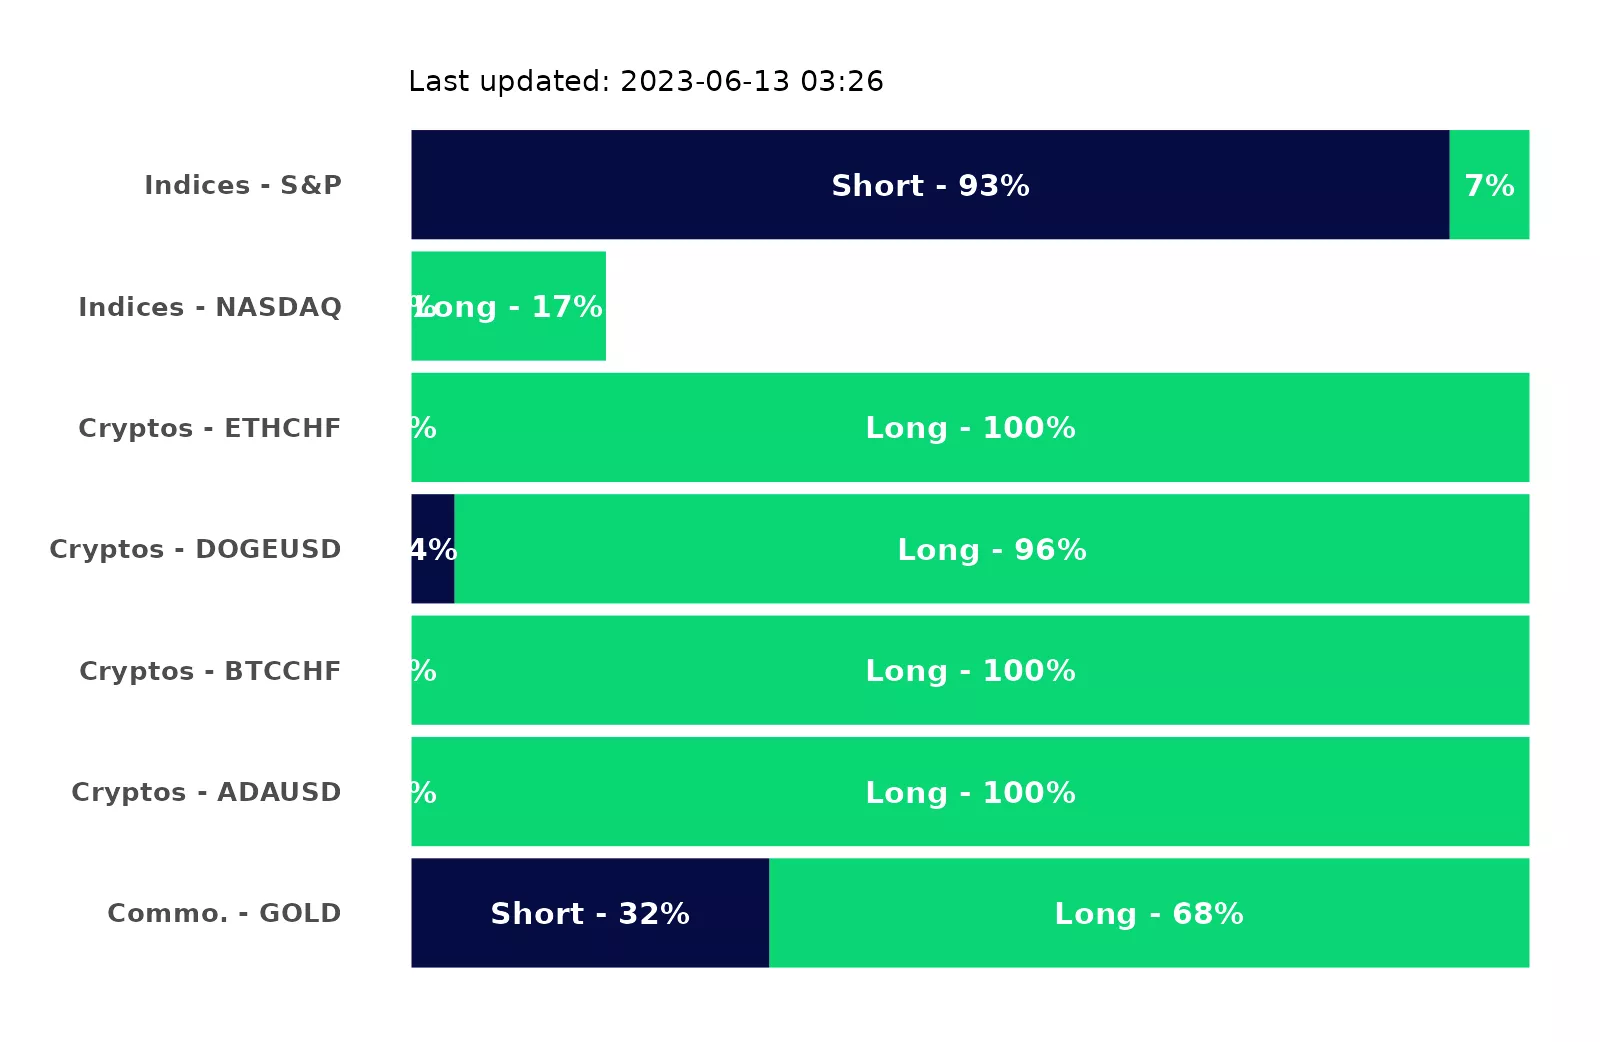 Last updated: 2023-06-13 03:26
Indices - S&P Short - 93% 7%
Indices - NASDAQ % Long - 17%
Cryptos - ETHCHF % Long - 100%
Cryptos - DOGEUSD 4% Long - 96%
Cryptos - BTCCHF % Long - 100%
Cryptos - ADAUSD % Long - 100%
Commo. - GOLD Short - 32% Long - 68%